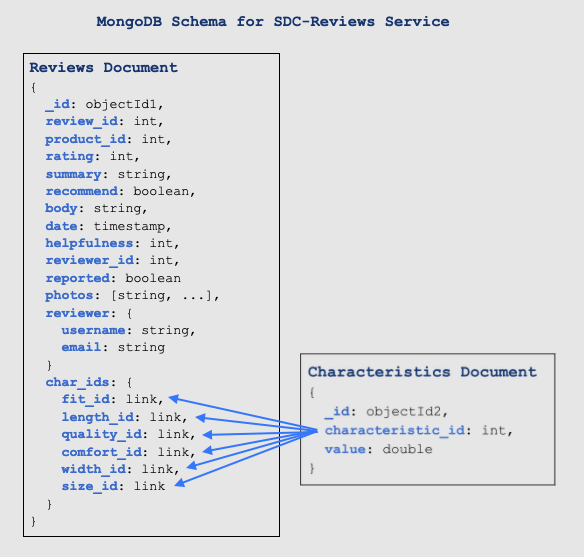 MongoDB Schema for SDC-Reviews Service
Reviews Document
{
_id: objectId1,
review_id: int,
product_id: int,
rating: int,
summary: string,
recommend: boolean,
body: string,
date: timestamp,
helpfulness: int,
reviewer_id: int,
reported: boolean
photos: [string, ...],
reviewer: {
username: string,
email: string
}
char_ids: {
fit_id: link,
length_id: link,
quality_id: link,
comfort_id: link,
width_id: link,
size_id: link
}
}
Characteristics Document
{
_id: objectId2,
characteristic_id: int,
value: double
}